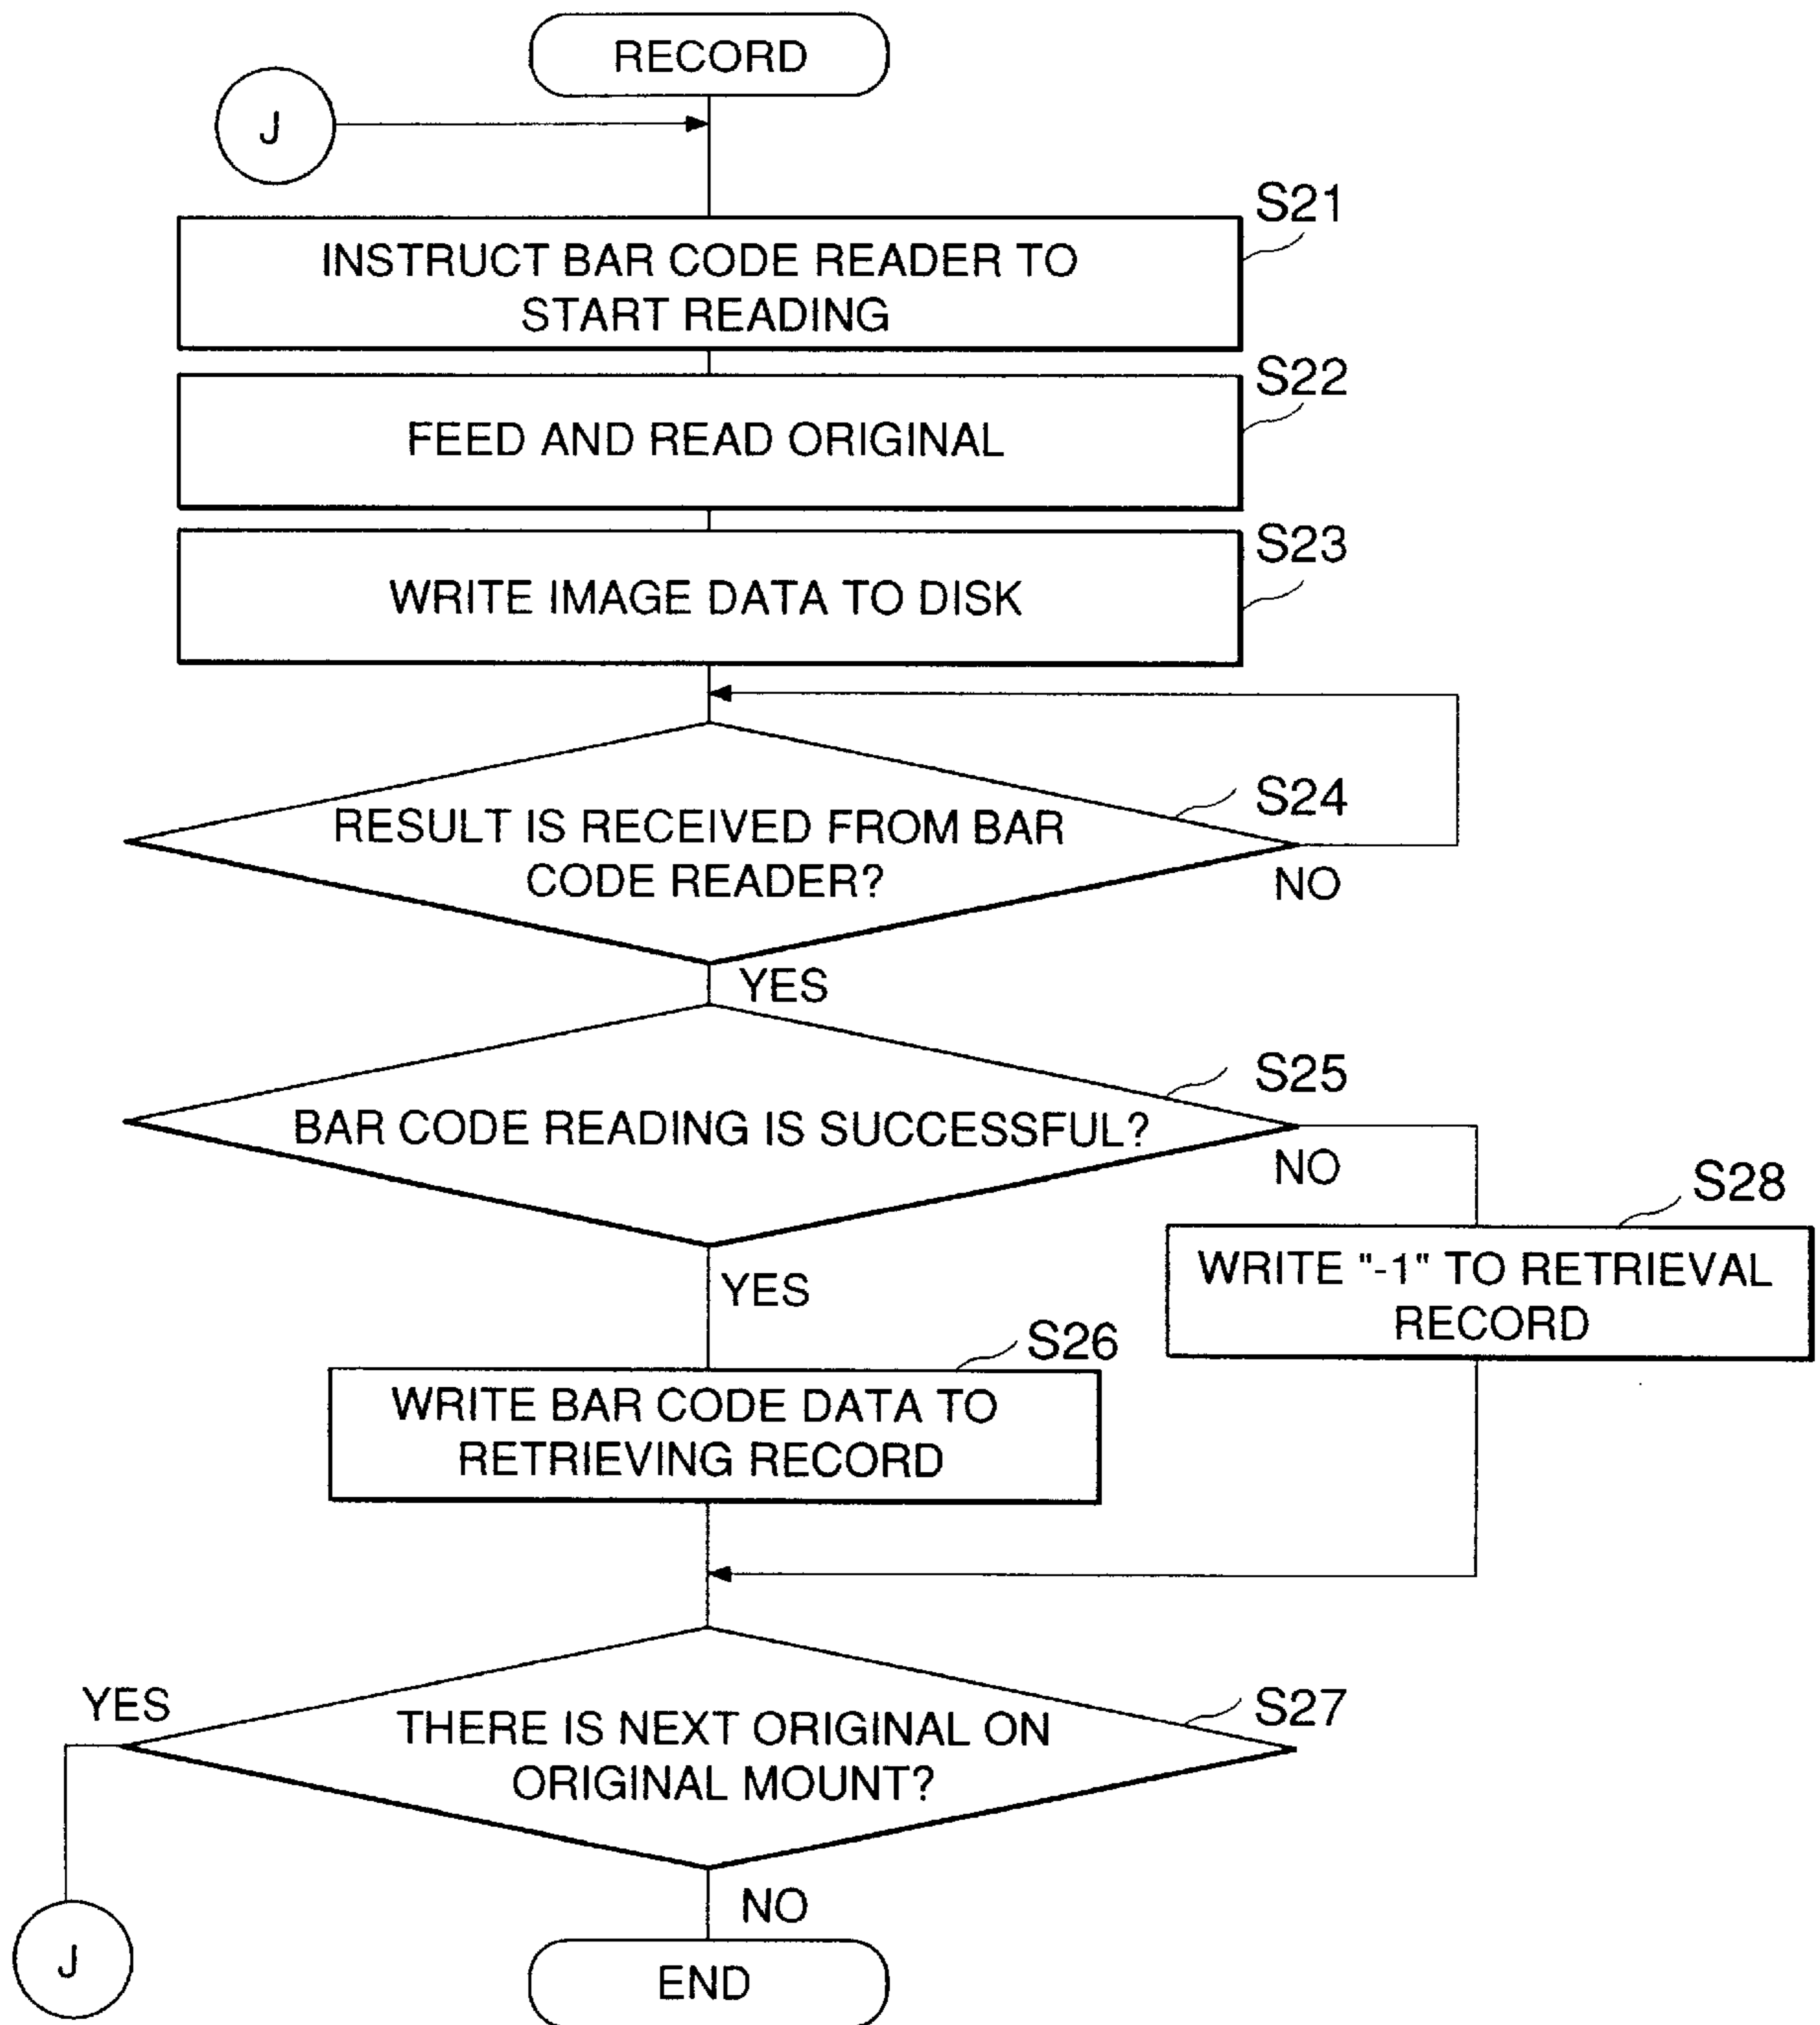 RECORD
J
S21
INSTRUCT BAR CODE READER TO
START READING
S22
FEED AND READ ORIGINAL
S23
WRITE IMAGE DATA TO DISK
S24
RESULT IS RECEIVED FROM BAR
CODE READER?
NO
YES
S25
BAR CODE READING IS SUCCESSFUL?
NO
S28
WRITE "-1" TO RETRIEVAL
RECORD
YES
S26
WRITE BAR CODE DATA TO
RETRIEVING RECORD
YES
S27
THERE IS NEXT ORIGINAL ON
ORIGINAL MOUNT?
NO
J
END